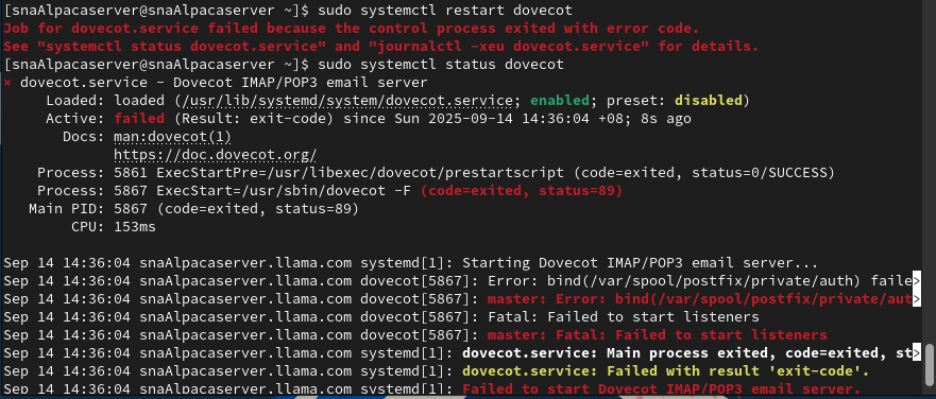 [snaAlpacaserver@snaAlpacaserver ~]$ sudo systemctl restart dovecot
Job for dovecot.service failed because the control process exited with error code.
See "systemctl status dovecot.service" and "journalctl -xeu dovecot.service" for details.
[snaAlpacaserver@snaAlpacaserver ~]$ sudo systemctl status dovecot
× dovecot.service - Dovecot IMAP/POP3 email server
Loaded: loaded (/usr/lib/systemd/system/dovecot.service; enabled; preset: disabled)
Active: failed (Result: exit-code) since Sun 2025-09-14 14:36:04 +08; 8s ago
Docs: man:dovecot(1)
https://doc.dovecot.org/
Process: 5861 ExecStartPre=/usr/libexec/dovecot/prestartscript (code=exited, status=0/SUCCESS)
Process: 5867 ExecStart=/usr/sbin/dovecot -F (code=exited, status=89)
Main PID: 5867 (code=exited, status=89)
CPU: 153ms
Sep 14 14:36:04 snaAlpacaserver.llama.com systemd[1]: Starting Dovecot IMAP/POP3 email server...
Sep 14 14:36:04 snaAlpacaserver.llama.com dovecot[5867]: Error: bind(/var/spool/postfix/private/auth) faile>
Sep 14 14:36:04 snaAlpacaserver.llama.com dovecot[5867]: master: Error: bind(/var/spool/postfix/private/aut>
Sep 14 14:36:04 snaAlpacaserver.llama.com dovecot[5867]: Fatal: Failed to start listeners
Sep 14 14:36:04 snaAlpacaserver.llama.com dovecot[5867]: master: Fatal: Failed to start listeners
Sep 14 14:36:04 snaAlpacaserver.llama.com systemd[1]: dovecot.service: Main process exited, code=exited, st>
Sep 14 14:36:04 snaAlpacaserver.llama.com systemd[1]: dovecot.service: Failed with result 'exit-code'.
Sep 14 14:36:04 snaAlpacaserver.llama.com systemd[1]: Failed to start Dovecot IMAP/POP3 email server.